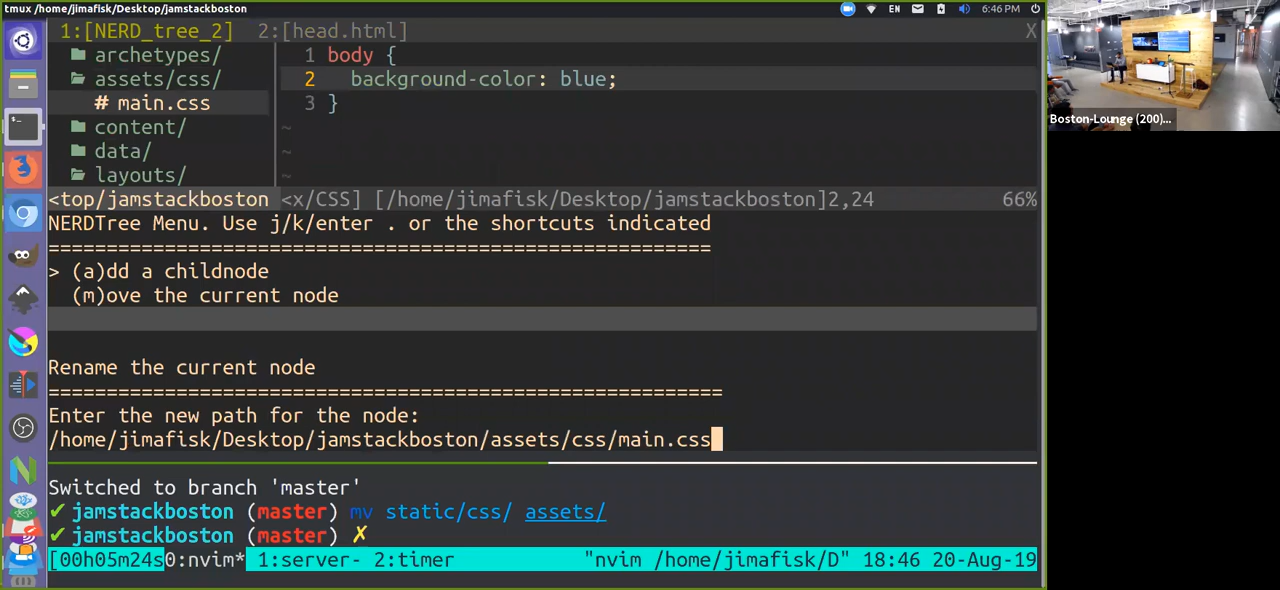 tmux /home/jimafisk/Desktop/jamstackboston
EN
6:46 PM
1:[NERD_tree_2]  2:[head.html]  X
archetypes/
1 body {
assets/css/
2   background-color: blue;
# main.css
3 }
content/
~
data/
~
layouts/
~
<top/jamstackboston <x/CSS] [/home/jimafisk/Desktop/jamstackboston]2,24  66%
NERDTree Menu. Use j/k/enter . or the shortcuts indicated
=========================================================
> (a)dd a childnode
(m)ove the current node
Rename the current node
==========================================================
Enter the new path for the node:
/home/jimafisk/Desktop/jamstackboston/assets/css/main.css
Switched to branch 'master'
✔ jamstackboston (master) mv static/css/ assets/
✔ jamstackboston (master) ✗
[00h05m24s0:nvim* 1:server- 2:timer  "nvim /home/jimafisk/D" 18:46 20-Aug-19
Boston-Lounge (200)...